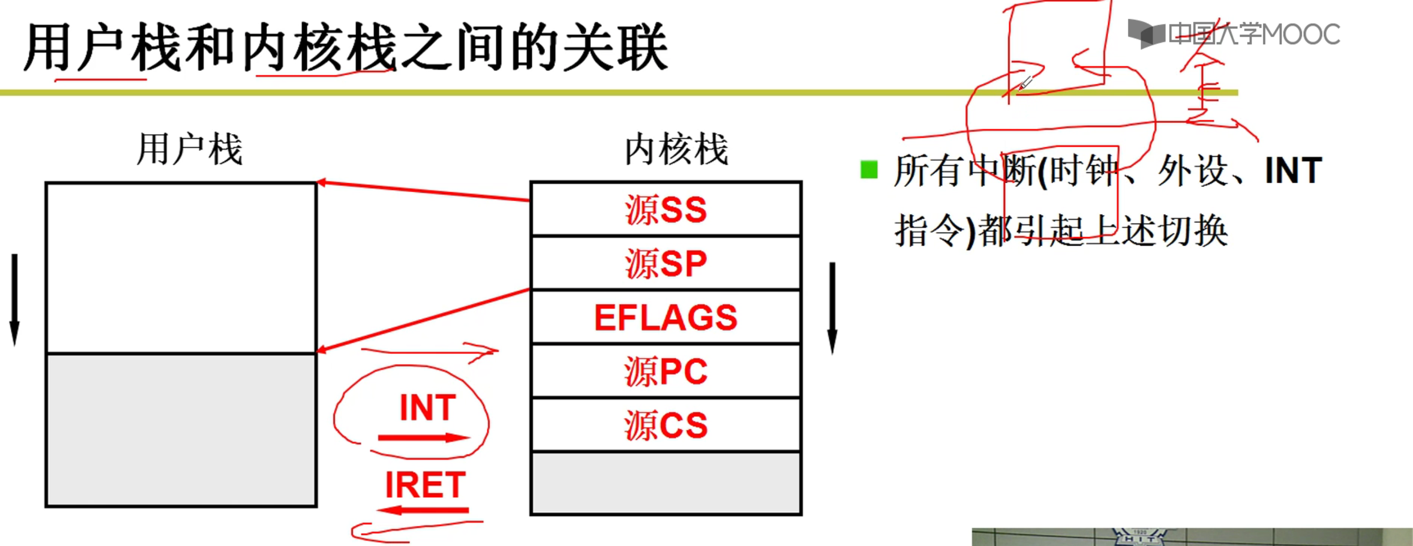 用户栈和内核栈之间的关联
中国大学MOOC
用户栈
内核栈
源SS
源SP
EFLAGS
源PC
源CS
INT
IRET
所有中断(时钟、外设、INT
指令)都引起上述切换
HIT